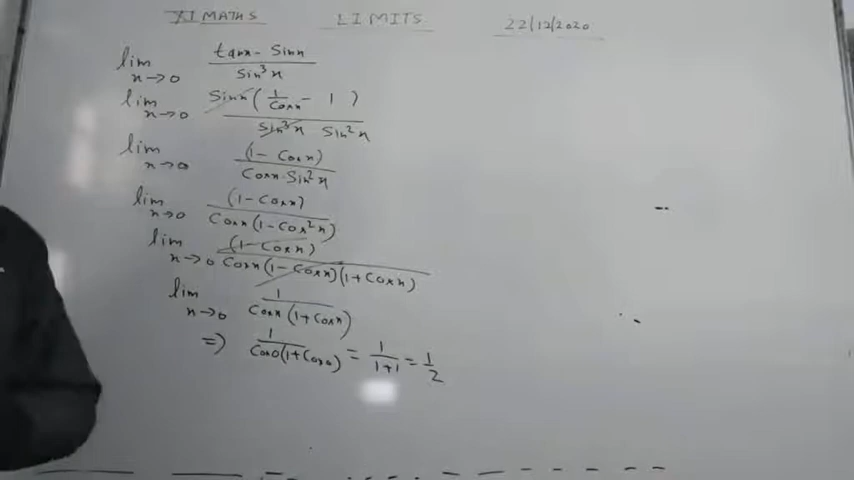 XI MATHS LIMITS 22/12/2020
lim x→0 (tanx - Sinx) / Sin³x
lim x→0 Sinx(1/Cosx - 1) / Sin³x Sin²x
lim x→0 (1 - Cosx) / Cosx·Sin²x
lim x→0 (1 - Cosx) / Cosx(1 - Cos²x)
lim x→0 (1 - Cosx) / Cosx(1 - Cosx)(1 + Cosx)
lim x→0 1 / Cosx(1 + Cosx)
⇒ 1 / Cos0(1 + Cos0) = 1 / 1+1 = 1/2